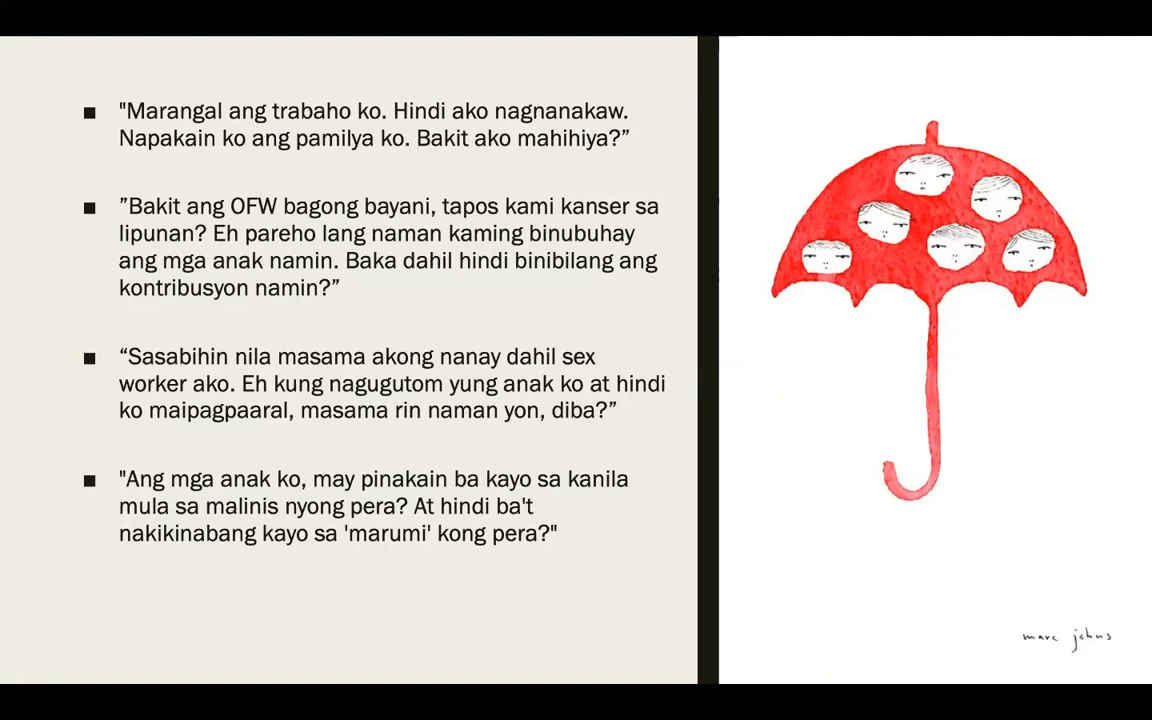 ■ "Marangal ang trabaho ko. Hindi ako nagnanakaw.
Napakain ko ang pamilya ko. Bakit ako mahihiya?”
■ ”Bakit ang OFW bagong bayani, tapos kami kanser sa
lipunan? Eh pareho lang naman kaming binubuhay
ang mga anak namin. Baka dahil hindi binibilang ang
kontribusyon namin?”
■ “Sasabihin nila masama akong nanay dahil sex
worker ako. Eh kung nagugutom yung anak ko at hindi
ko maipagpaaral, masama rin naman yon, diba?”
■ "Ang mga anak ko, may pinakain ba kayo sa kanila
mula sa malinis nyong pera? At hindi ba't
nakikinabang kayo sa 'marumi' kong pera?"
marc johns